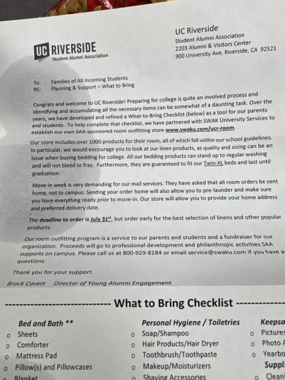 UC RIVERSIDE
Student Alumni Association
UC Riverside
Student Alumni Association
2203 Alumni & Visitors Center
900 University Ave, Riverside, CA 92521
To: Families of All Incoming Students
RE: Planning & Support – What to Bring
Congrats and welcome to UC Riverside! Preparing for college is quite an involved process and
identifying and accumulating all the necessary items can be somewhat of a daunting task. Over the
years, we have developed and refined a What-to-Bring Checklist (below) as a tool for our parents
and students. To help complete that checklist, we have partnered with SWAK University Services to
establish our own SAA-sponsored room outfitting store www.swaku.com/ucr-room.
Our store includes over 1000 products for their room, all of which fall within our school guidelines.
In particular, we would encourage you to look at our linen products, as quality and sizing can be an
issue when buying bedding for college. All our bedding products can stand up to regular washing
and will not bleed or fray. Furthermore, they are guaranteed to fit our Twin-XL beds and last until
graduation.
Move-in week is very demanding for our mail services. They have asked that all room orders be sent
home, not to campus. Sending your order home will also allow you to pre-launder and make sure
you have everything ready prior to move-in. Our store will allow you to provide your home address
and preferred delivery date.
The deadline to order is July 31st, but order early for the best selection of linens and other popular
products.
Our room outfitting program is a service to our parents and students and a fundraiser for our
organization. Proceeds will go to professional development and philanthropic activities SAA
supports on campus. Please call us at 800-929-8184 or email service@swaku.com if you have
questions.
Thank you for your support.
Brock Cavett Director of Young Alumni Engagement
What to Bring Checklist
Bed and Bath **
o Sheets
o Comforter
o Mattress Pad
o Pillow(s) and Pillowcases
o Blanket
Personal Hygiene / Toiletries
o Soap/Shampoo
o Hair Products/Hair Dryer
o Toothbrush/Toothpaste
o Makeup/Moisturizers
o Shaving Accessories
Keepsa
o Pictures
o Photo A
o Yearbo
Suppl